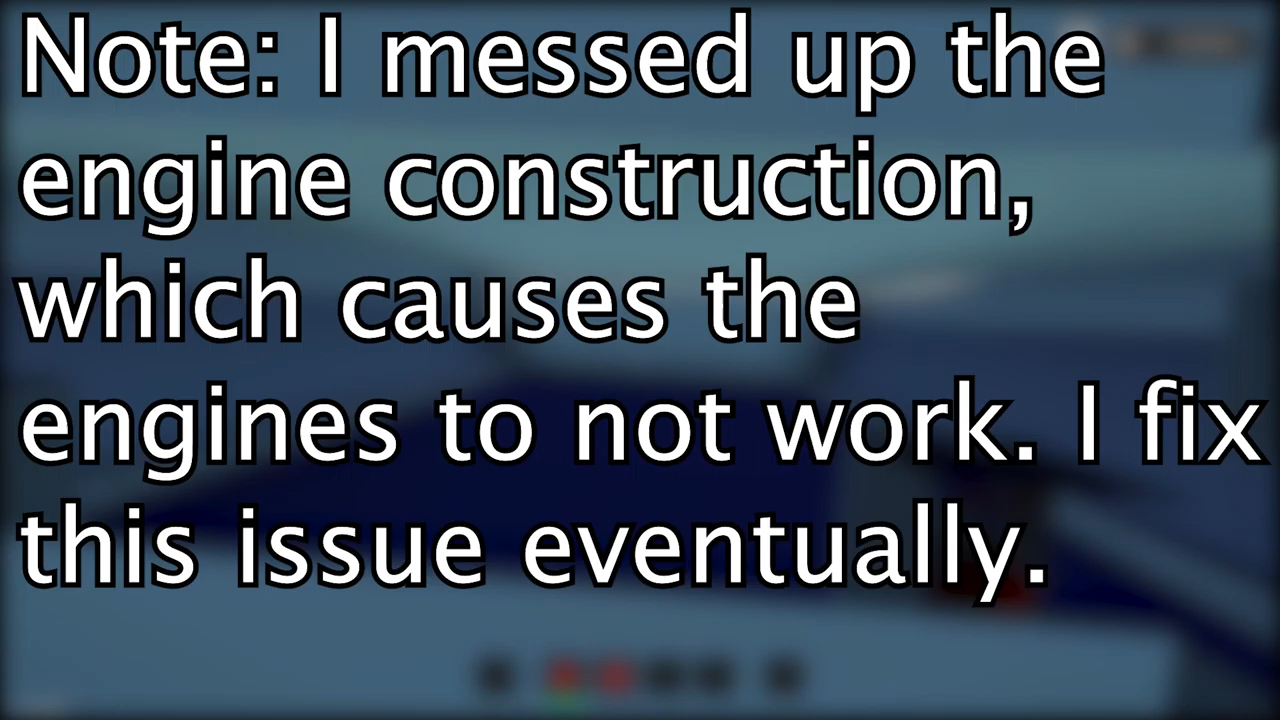 Note: I messed up the
engine construction,
which causes the
engines to not work. I fix
this issue eventually.